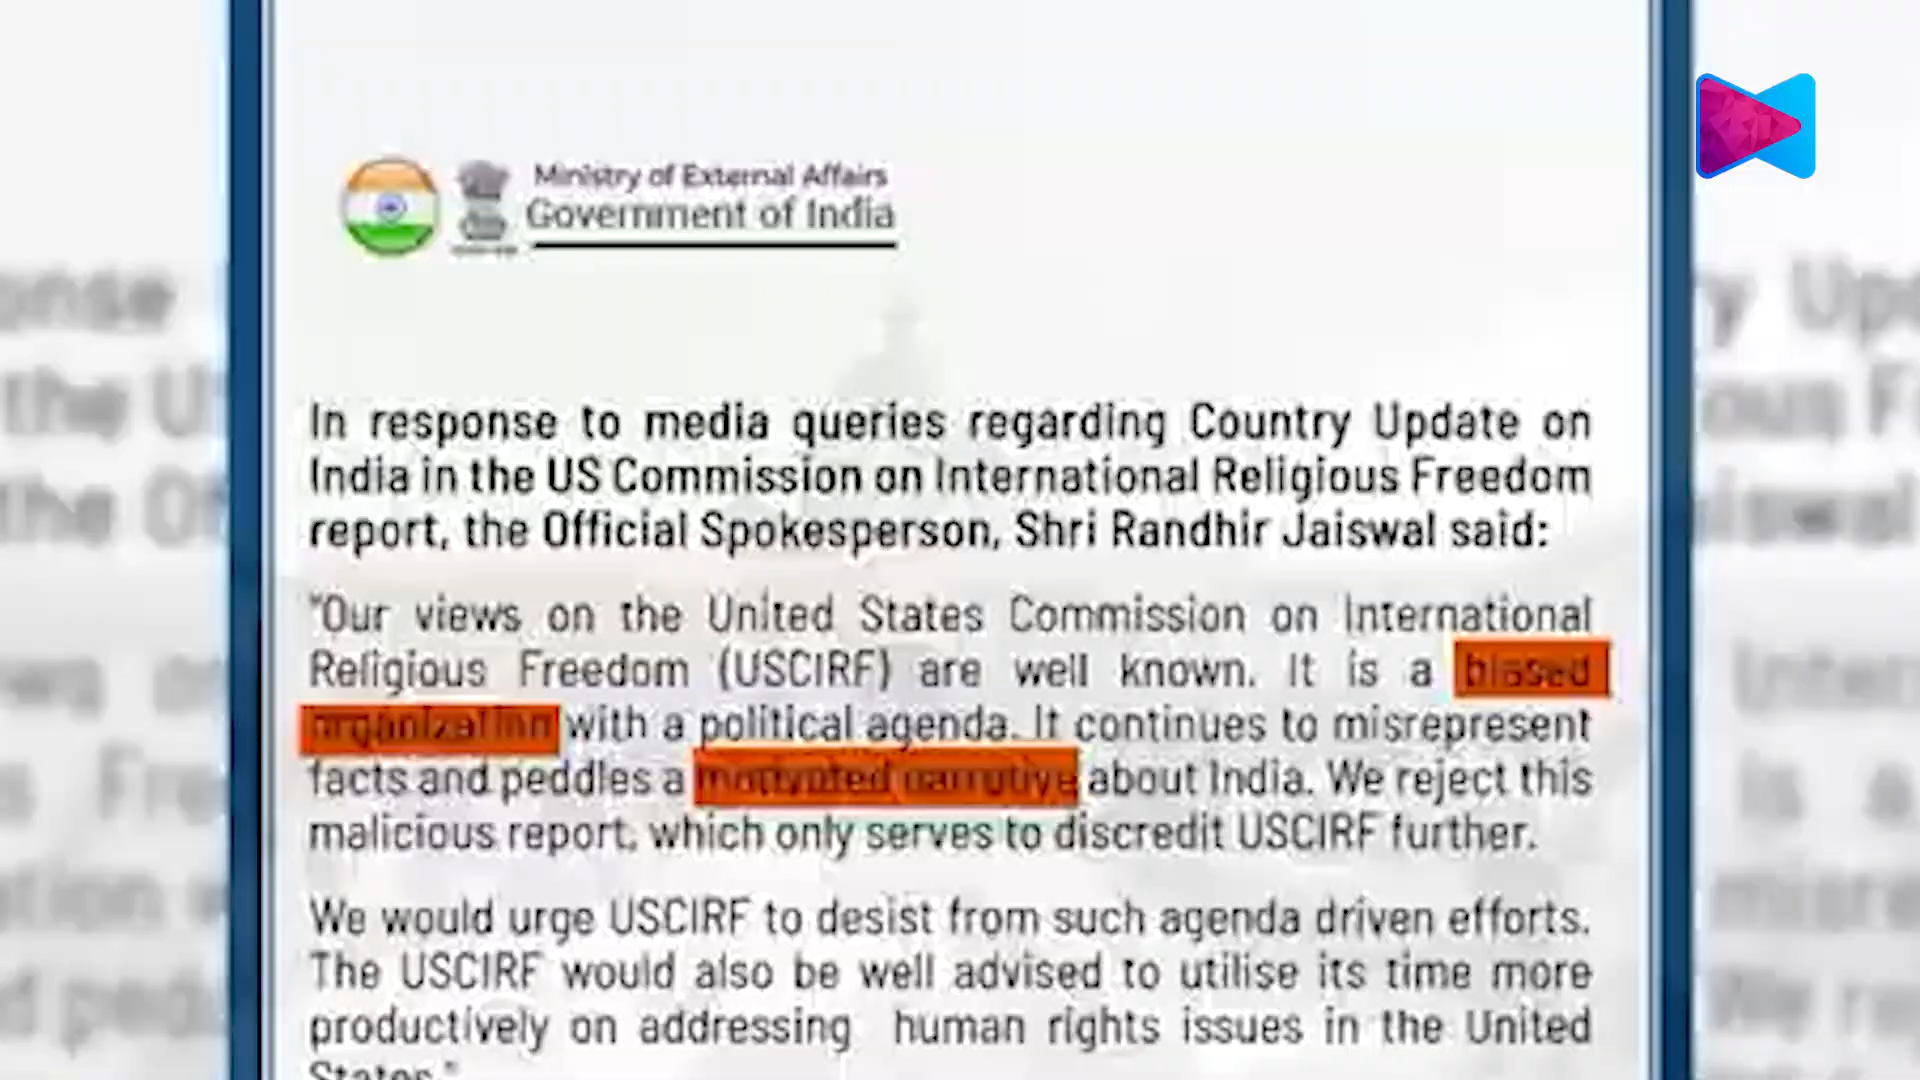 Ministry of External Affairs
Government of India
In response to media queries regarding Country Update on
India in the US Commission on International Religious Freedom
report, the Official Spokesperson, Shri Randhir Jaiswal said:
"Our views on the United States Commission on International
Religious Freedom (USCIRF) are well known. It is a biased
organization with a political agenda. It continues to misrepresent
facts and peddles a motivated narrative about India. We reject this
malicious report, which only serves to discredit USCIRF further.
We would urge USCIRF to desist from such agenda driven efforts.
The USCIRF would also be well advised to utilise its time more
productively on addressing human rights issues in the United
States."